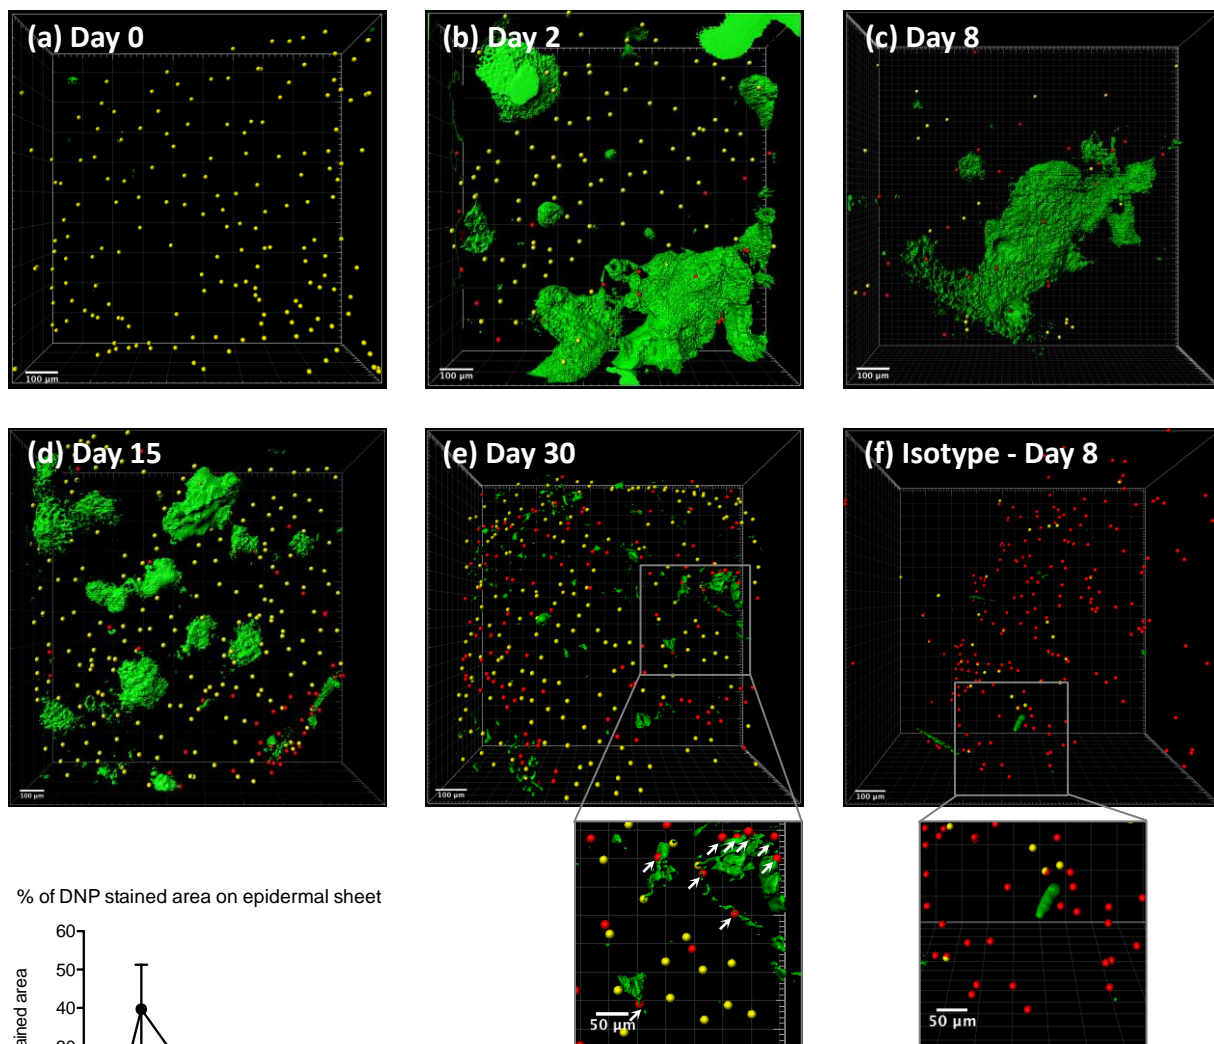 (a) Day 0
(b) Day 2
(c) Day 8
100 µm
100 µm
100 µm
(d) Day 15
(e) Day 30
(f) Isotype - Day 8
100 µm
100 µm
100 µm
% of DNP stained area on epidermal sheet
60
50
40
50 µm
50 µm